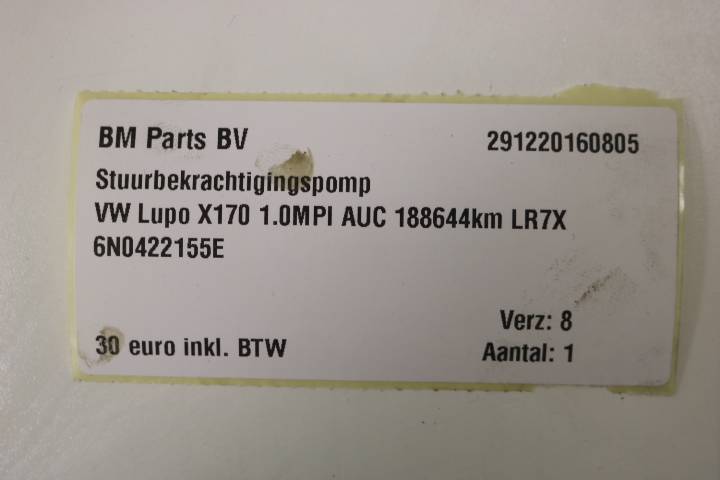 BM Parts BV 291220160805
Stuurbekrachtigingspomp
VW Lupo X170 1.0MPI AUC 188644km LR7X
6N0422155E
Verz: 8
30 euro inkl. BTW Aantal: 1